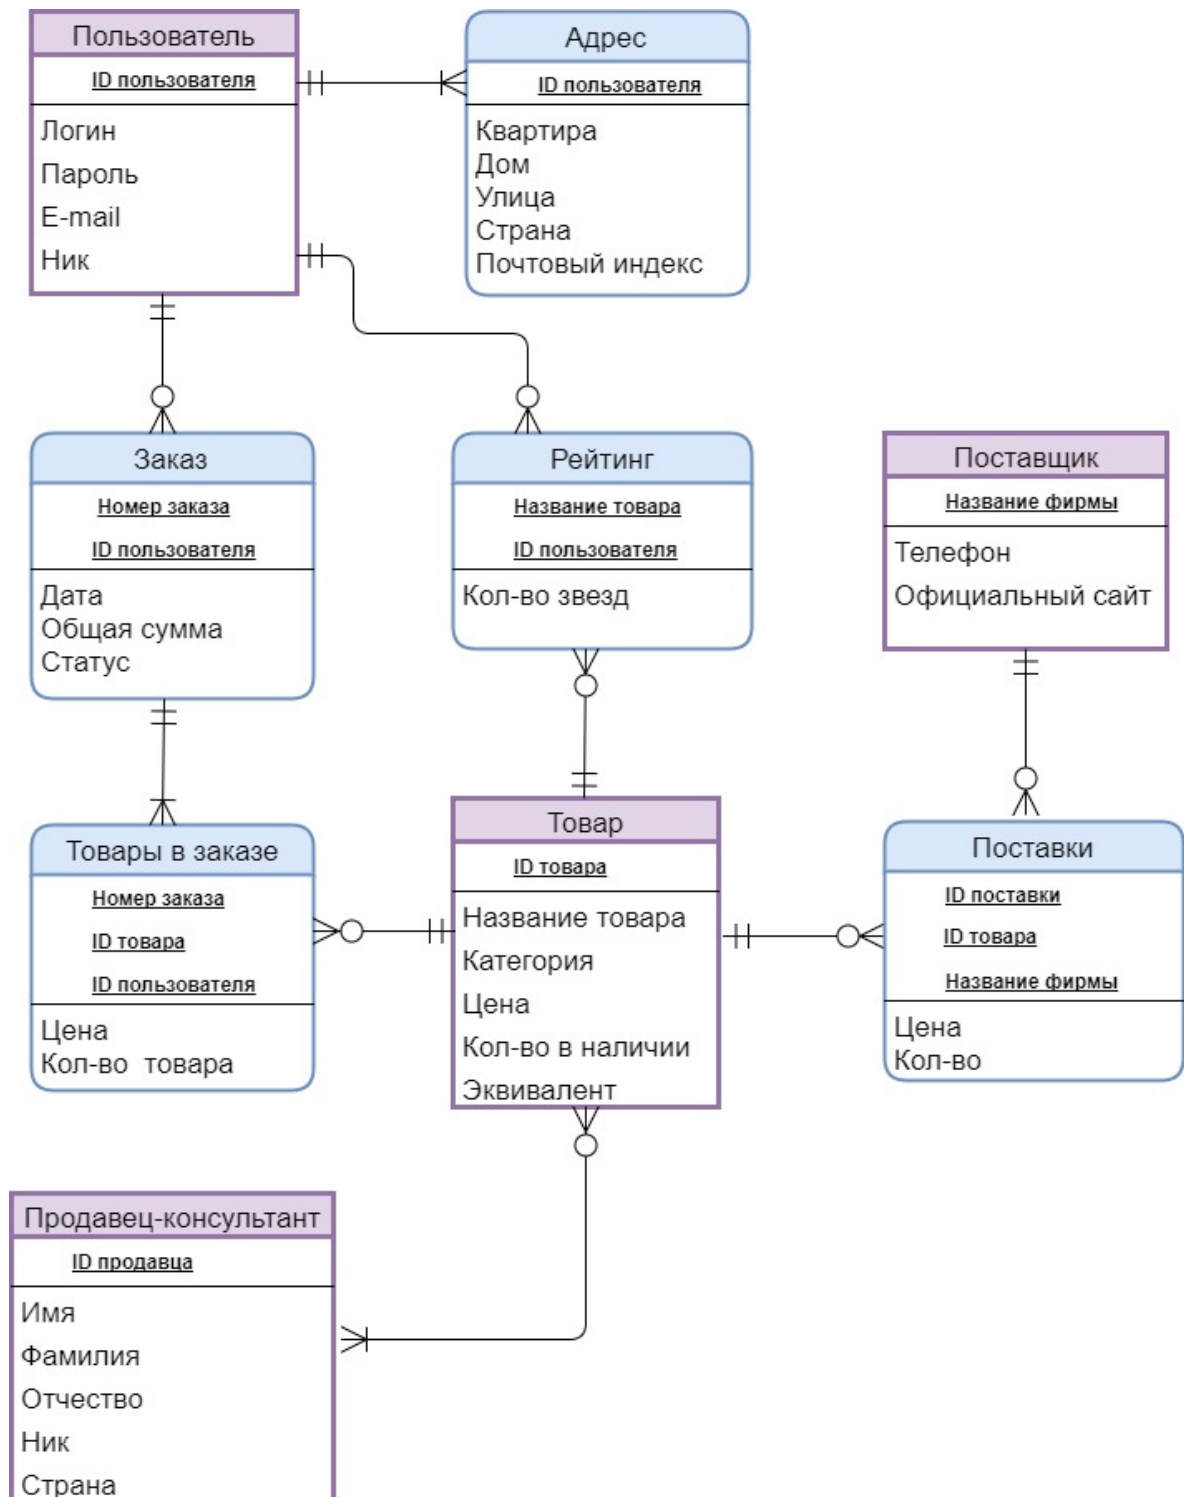 Пользователь
ID пользователя
Логин
Пароль
E-mail
Ник
Адрес
ID пользователя
Квартира
Дом
Улица
Страна
Почтовый индекс
Заказ
Номер заказа
ID пользователя
Дата
Общая сумма
Статус
Рейтинг
Название товара
ID пользователя
Кол-во звезд
Поставщик
Название фирмы
Телефон
Официальный сайт
Товары в заказе
Номер заказа
ID товара
ID пользователя
Цена
Кол-во товара
Товар
ID товара
Название товара
Категория
Цена
Кол-во в наличии
Эквивалент
Поставки
ID поставки
ID товара
Название фирмы
Цена
Кол-во
Продавец-консультант
ID продавца
Имя
Фамилия
Отчество
Ник
Страна